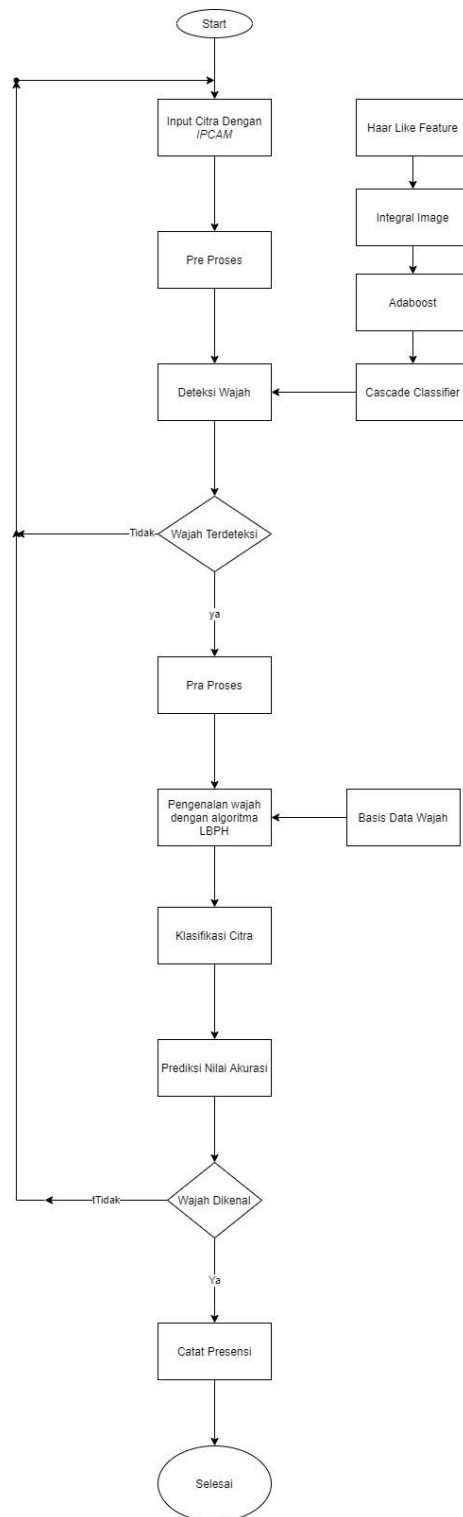 Start
Input Citra Dengan
IPCAM
Haar Like Feature
Pre Proses
Integral Image
Adaboost
Deteksi Wajah
Cascade Classifier
Wajah Terdeteksi
Tidak
ya
Pra Proses
Pengenalan wajah
dengan algoritma
LBPH
Basis Data Wajah
Klasifikasi Citra
Prediksi Nilai Akurasi
Wajah Dikenal
tTidak
Ya
Catat Presensi
Selesai